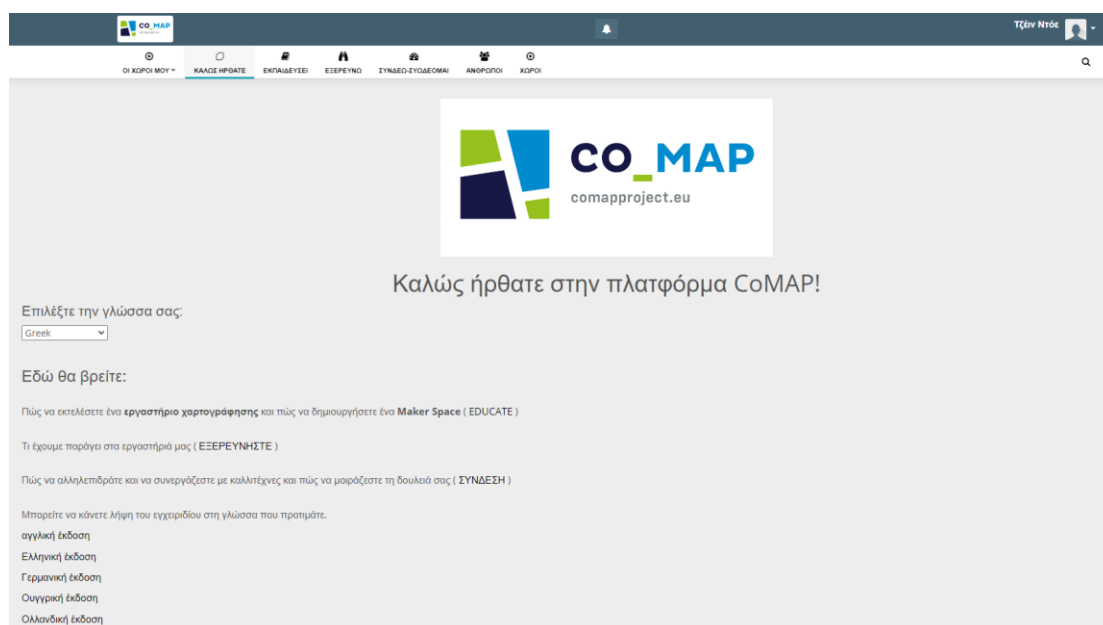 CO_MAP
Τζέιν Ντόε
ΟΙ ΧΩΡΟΙ ΜΟΥ ΚΑΛΩΣ ΗΡΘΑΤΕ ΕΚΠΑΙΔΕΥΣΕΙ ΕΞΕΡΕΥΝΩ ΣΥΝΔΕΩ-ΣΥΩΔΕΟΜΑΙ ΑΝΘΡΩΠΟΙ ΧΩΡΟΙ
CO_MAP
comapproject.eu
Καλώς ήρθατε στην πλατφόρμα CoMAP!
Επιλέξτε την γλώσσα σας:
Greek
Εδώ θα βρείτε:
Πώς να εκτελέσετε ένα εργαστήριο χαρτογράφησης και πώς να δημιουργήσετε ένα Maker Space ( EDUCATE )
Τι έχουμε παράγει στα εργαστήριά μας ( ΕΞΕΡΕΥΝΗΣΤΕ )
Πώς να αλληλεπιδράτε και να συνεργάζεστε με καλλιτέχνες και πώς να μοιράζεστε τη δουλειά σας ( ΣΥΝΔΕΣΗ )
Μπορείτε να κάνετε λήψη του εγχειριδίου στη γλώσσα που προτιμάτε.
αγγλική έκδοση
Ελληνική έκδοση
Γερμανική έκδοση
Ουγγρική έκδοση
Ολλανδική έκδοση